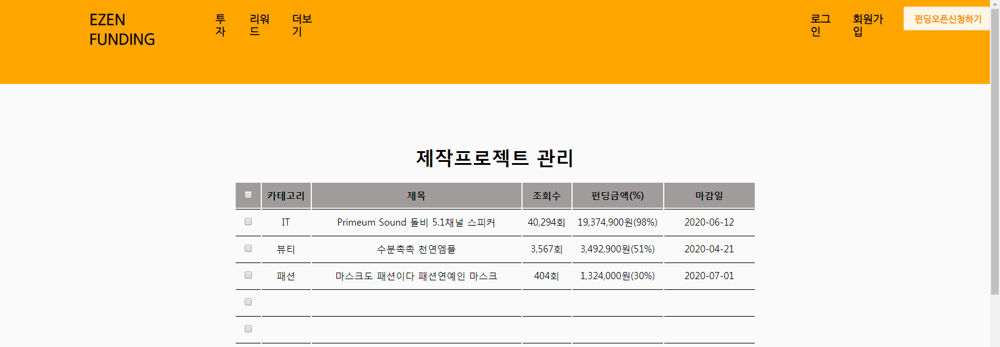 EZEN
FUNDING
투
자
리워
드
더보
기
로그
인
회원가
입
펀딩오픈신청하기
제작프로젝트 관리
카테고리 제목 조회수 펀딩금액(%) 마감일
IT Primeum Sound 돌비 5.1채널 스피커 40,294회 19,374,900원(98%) 2020-06-12
뷰티 수분촉촉 천연엠플 3,567회 3,492,900원(51%) 2020-04-21
패션 마스크도 패션이다 패션연예인 마스크 404회 1,324,000원(30%) 2020-07-01